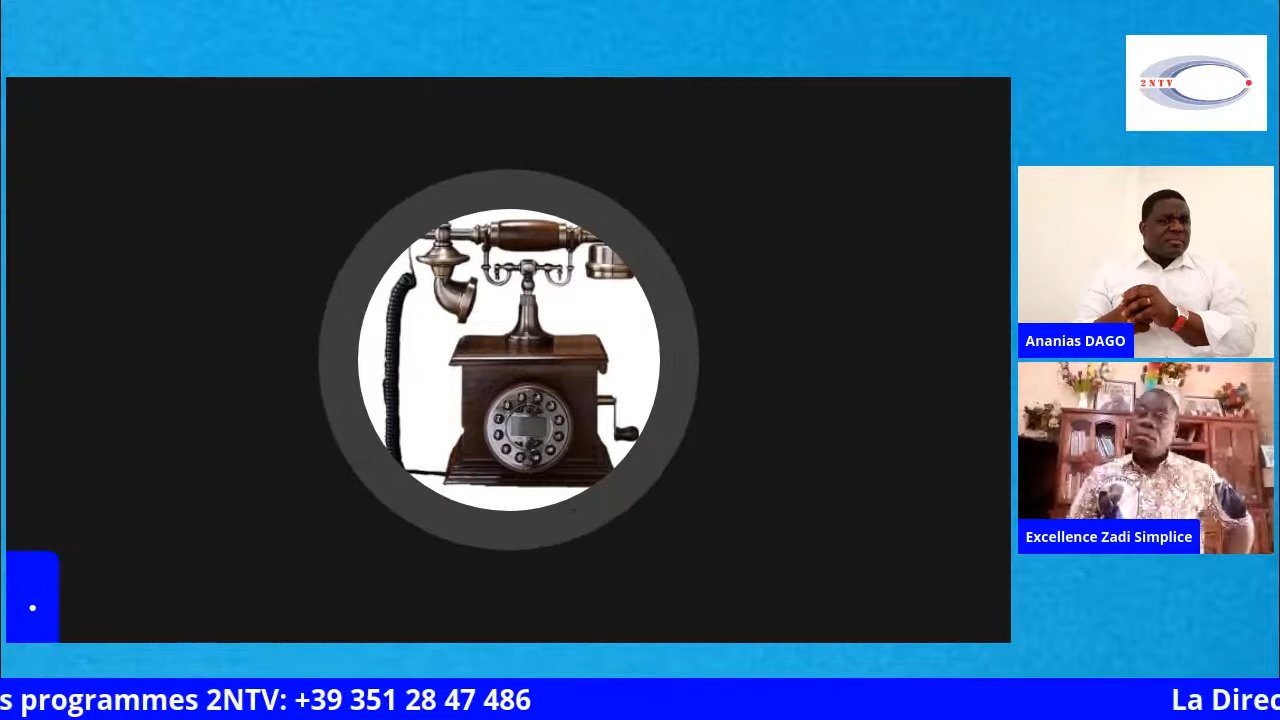 2NTV
Ananias DAGO
Excellence Zadi Simplice
.
s programmes 2NTV: +39 351 28 47 486
La Direc